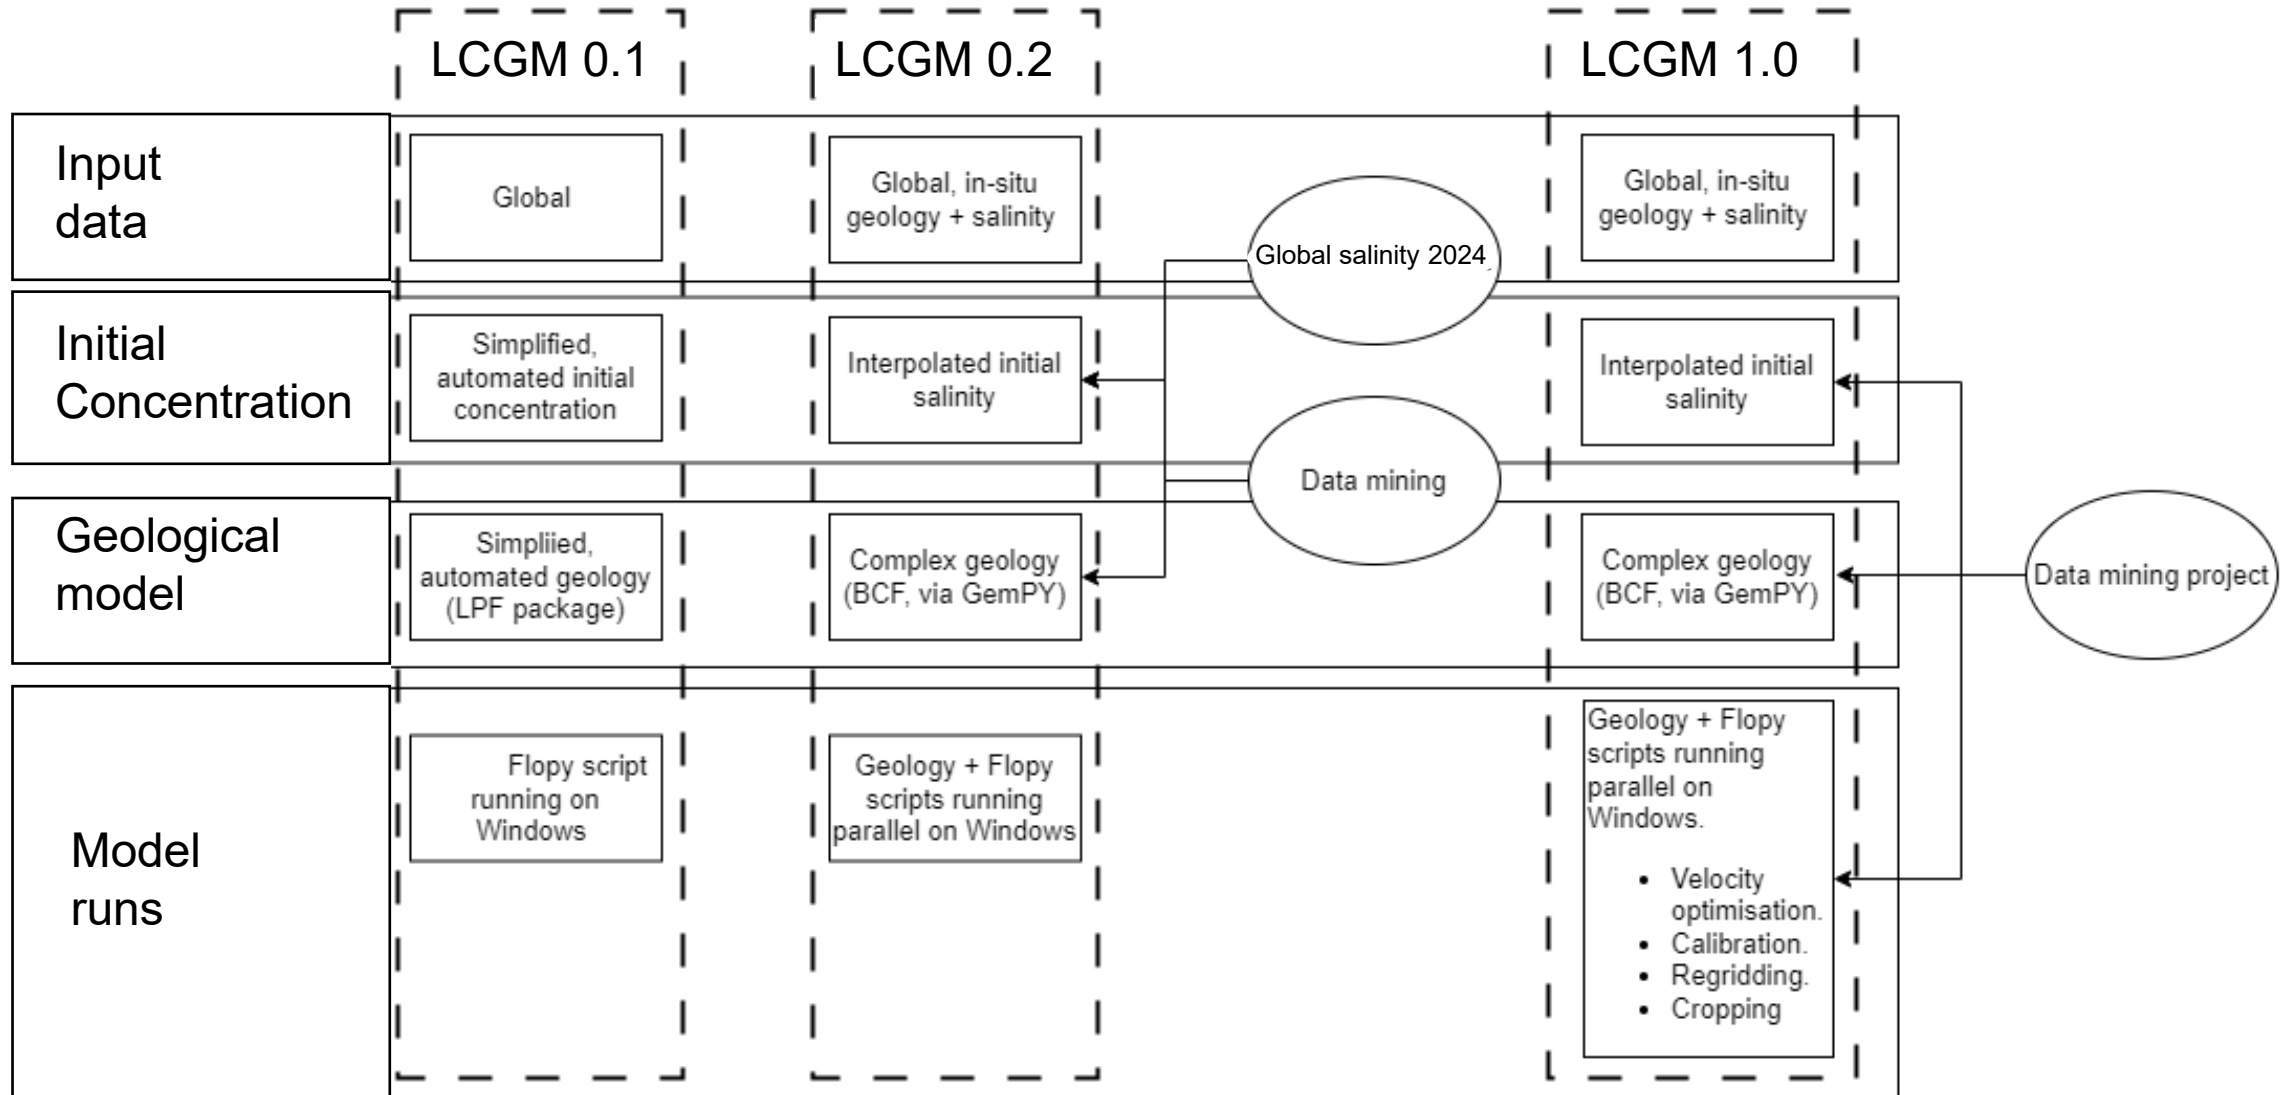 LCGM 0.1
LCGM 0.2
LCGM 1.0
Input
data
Global
Global, in-situ
geology + salinity
Global salinity 2024
Global, in-situ
geology + salinity
Initial
Concentration
Simplified,
automated initial
concentration
Interpolated initial
salinity
Interpolated initial
salinity
Data mining
Geological
model
Simpliied,
automated geology
(LPF package)
Complex geology
(BCF, via GemPY)
Complex geology
(BCF, via GemPY)
Data mining project
Model
runs
Flopy script
running on
Windows
Geology + Flopy
scripts running
parallel on Windows
Geology + Flopy
scripts running
parallel on
Windows.
• Velocity
optimisation.
• Calibration.
• Regridding.
• Cropping